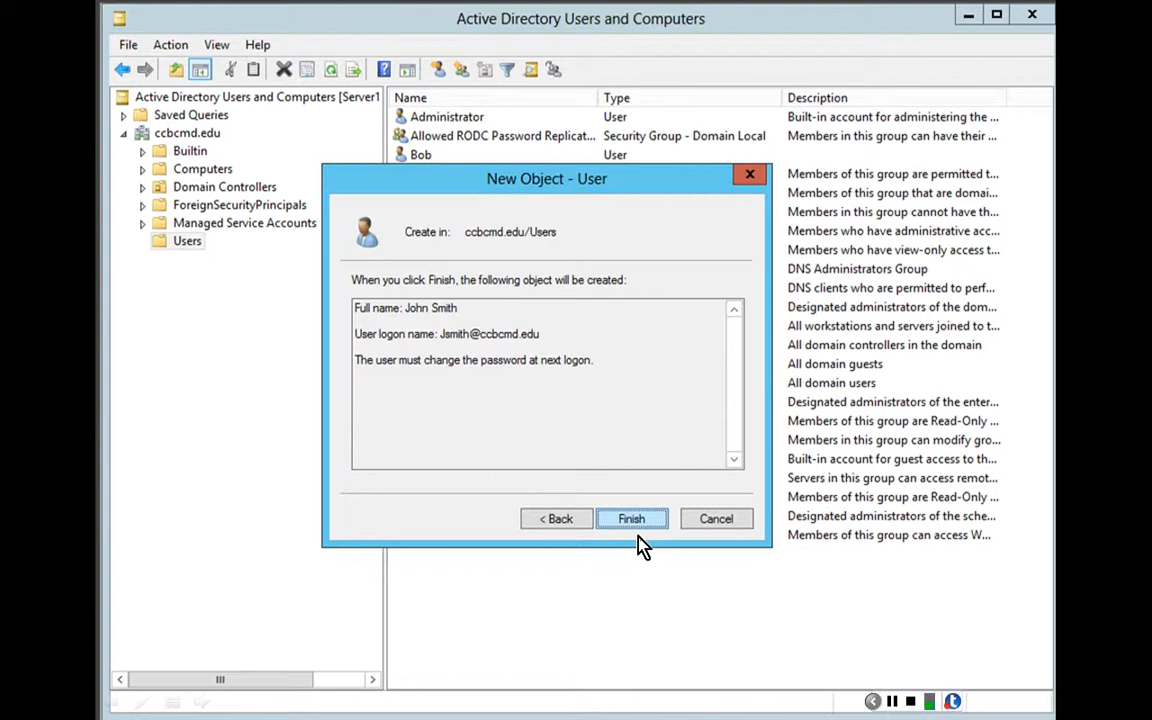 Active Directory Users and Computers
File Action View Help
Active Directory Users and Computers [Server1
Saved Queries
ccbcmd.edu
Builtin
Computers
Domain Controllers
ForeignSecurityPrincipals
Managed Service Accounts
Users
Name Type Description
Administrator User Built-in account for administering the ...
Allowed RODC Password Replicat... Security Group - Domain Local Members in this group can have their ...
Bob User
Members of this group are permitted t...
Members of this group that are domai...
Members in this group cannot have th...
Members who have administrative acc...
Members who have view-only access t...
DNS Administrators Group
DNS clients who are permitted to perf...
Designated administrators of the dom...
All workstations and servers joined to t...
All domain controllers in the domain
All domain guests
All domain users
Designated administrators of the enter...
Members of this group are Read-Only ...
Members in this group can modify gro...
Built-in account for guest access to th...
Servers in this group can access remot...
Members of this group are Read-Only ...
Designated administrators of the sche...
Members of this group can access W...
New Object - User
Create in: ccbcmd.edu/Users
When you click Finish, the following object will be created:
Full name: John Smith
User logon name: Jsmith@ccbcmd.edu
The user must change the password at next logon.
< Back Finish Cancel